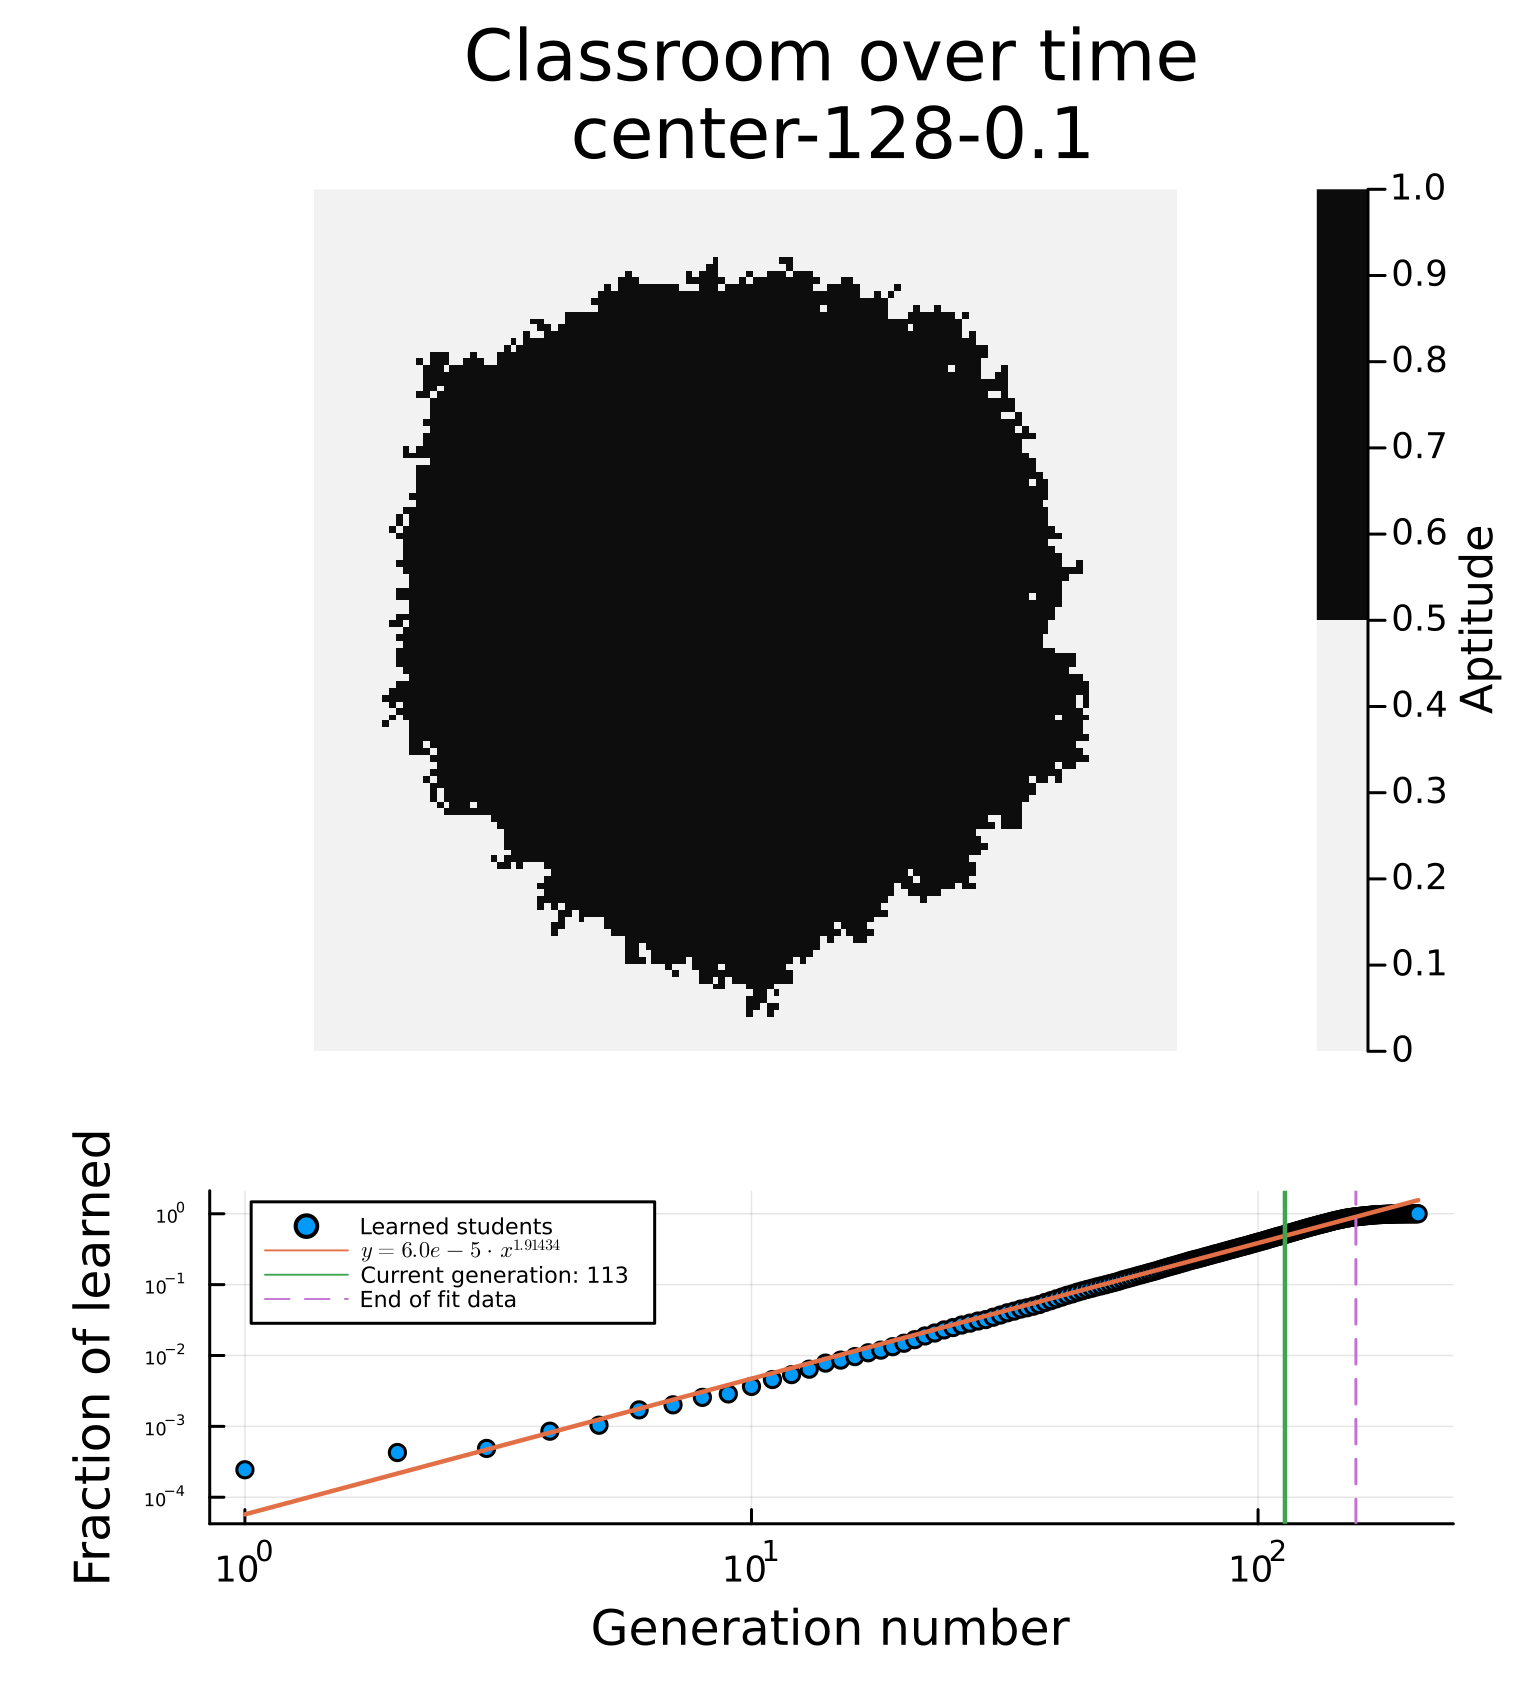 Classroom over time
center-128-0.1
1.0
0.9
0.8
0.7
0.6
0.5
0.4
0.3
0.2
0.1
0
Aptitude
Fraction of learned
10⁰
10⁻¹
10⁻²
10⁻³
10⁻⁴
Learned students
y = 6.0e − 5 · x^1.91434
Current generation: 113
End of fit data
10⁰
10¹
10²
Generation number